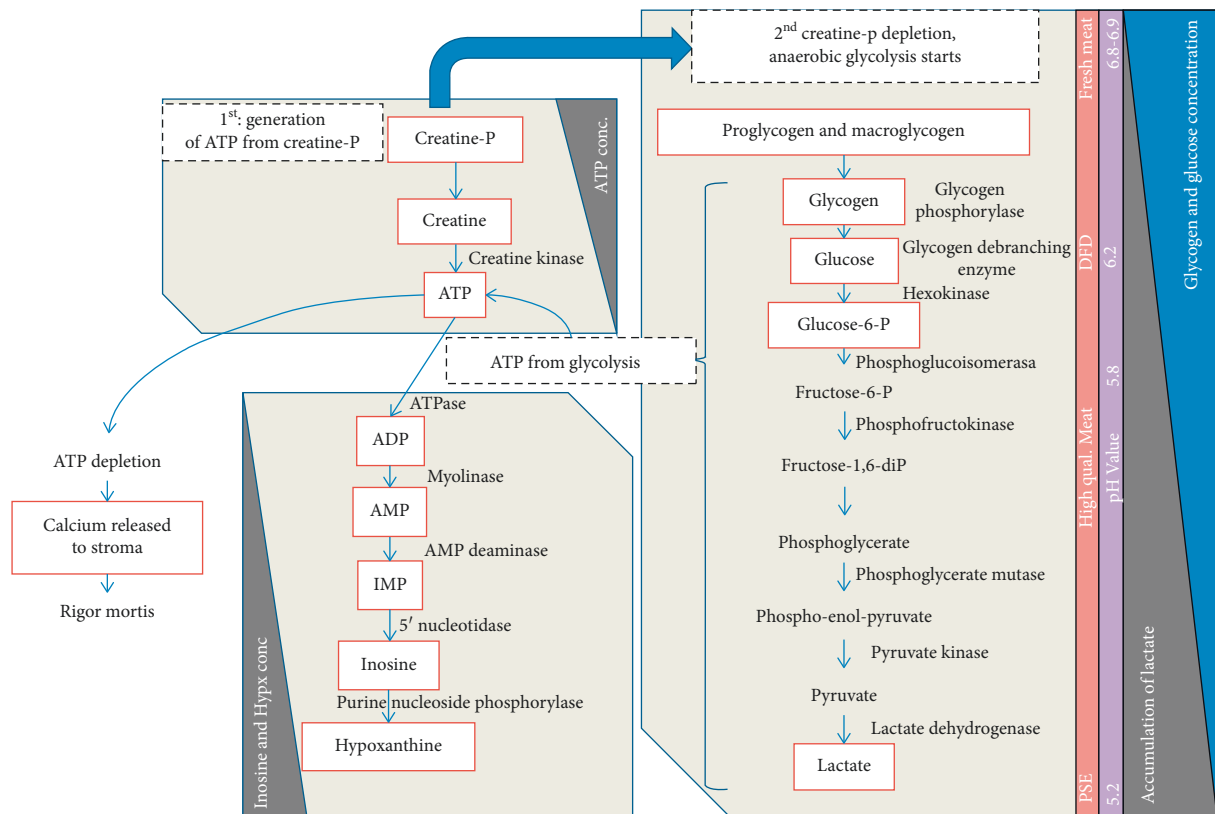 1st: generation
of ATP from creatine-P
Creatine-P
Creatine
Creatine kinase
ATP
ATP conc.
2nd creatine-p depletion,
anaerobic glycolysis starts
Proglycogen and macroglycogen
Glycogen
Glycogen
phosphorylase
Glucose
Glycogen debranching
enzyme
Hexokinase
Glucose-6-P
Phosphoglucoisomerasa
Fructose-6-P
Phosphofructokinase
Fructose-1,6-diP
Phosphoglycerate
Phosphoglycerate mutase
Phospho-enol-pyruvate
Pyruvate kinase
Pyruvate
Lactate dehydrogenase
Lactate
ATP from glycolysis
ATPase
ADP
Myolinase
AMP
AMP deaminase
IMP
5′ nucleotidase
Inosine
Purine nucleoside phosphorylase
Hypoxanthine
Inosine and Hypx conc
ATP depletion
Calcium released
to stroma
Rigor mortis
Fresh meat
DFD
High qual. Meat
PSE
6.8-6.9
6.2
5.8
pH Value
5.2
Glycogen and glucose concentration
Accumulation of lactate